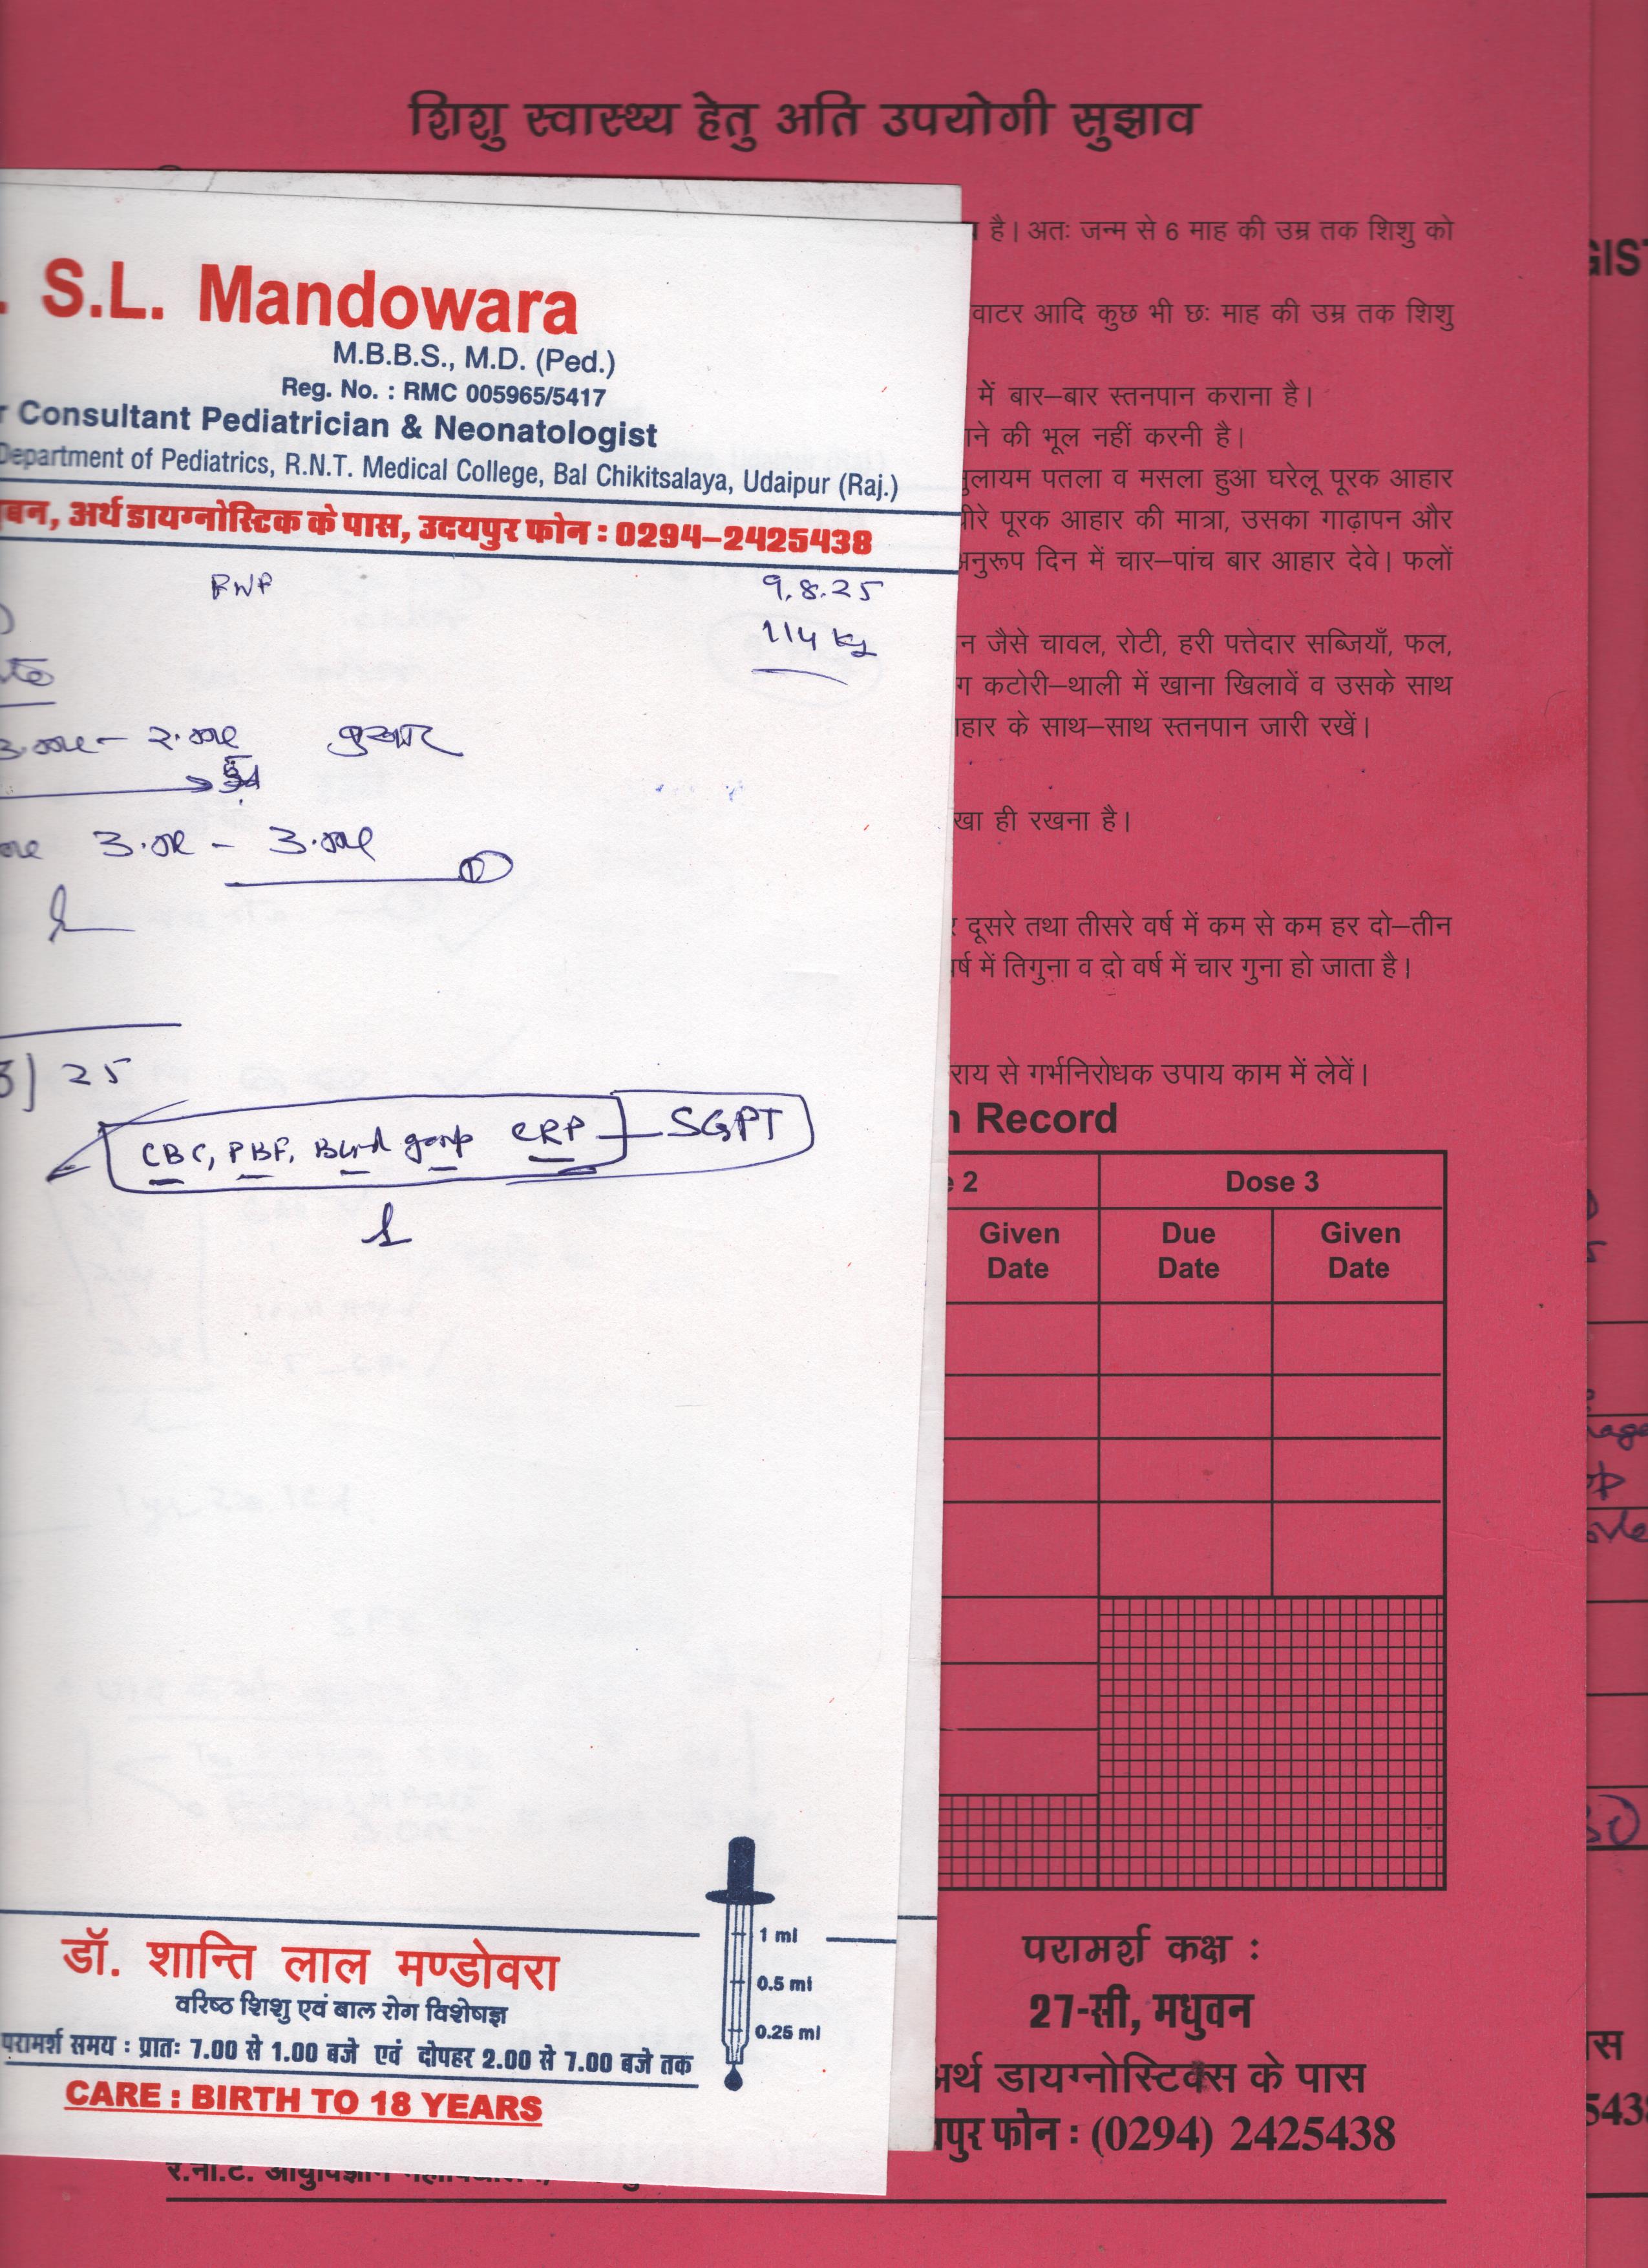 शिशु स्वास्थ्य हेतु अति उपयोगी सुझाव
. S.L. Mandowara
M.B.B.S., M.D. (Ped.)
Reg. No. : RMC 005965/5417
r Consultant Pediatrician & Neonatologist
Department of Pediatrics, R.N.T. Medical College, Bal Chikitsalaya, Udaipur (Raj.)
बन, अर्थ डायग्नोस्टिक के पास, उदयपुर फोन : 0294-2425438
9.8.25
114 kg
बुखार
25
CBC, PBF, Blood group CRP SGPT
1 ml
0.5 ml
0.25 ml
डॉ. शान्ति लाल मण्डोवरा
वरिष्ठ शिशु एवं बाल रोग विशेषज्ञ
परामर्श समय : प्रातः 7.00 से 1.00 बजे एवं दोपहर 2.00 से 7.00 बजे तक
CARE : BIRTH TO 18 YEARS
है। अतः जन्म से 6 माह की उम्र तक शिशु को
वाटर आदि कुछ भी छः माह की उम्र तक शिशु
में बार–बार स्तनपान कराना है।
ने की भूल नहीं करनी है।
मुलायम पतला व मसला हुआ घरेलू पूरक आहार
पूरक आहार की मात्रा, उसका गाढ़ापन और
अनुरूप दिन में चार–पांच बार आहार देवे। फलों
न जैसे चावल, रोटी, हरी पत्तेदार सब्जियाँ, फल,
ग कटोरी–थाली में खाना खिलावें व उसके साथ
हार के साथ–साथ स्तनपान जारी रखें।
खा ही रखना है।
दूसरे तथा तीसरे वर्ष में कम से कम हर दो–तीन
र्ष में तिगुना व दो वर्ष में चार गुना हो जाता है।
राय से गर्भनिरोधक उपाय काम में लेवें।
n Record
e 2 Dose 3
Given Date Due Date Given Date
परामर्श कक्ष :
27-सी, मधुवन
अर्थ डायग्नोस्टिक्स के पास
पुर फोन : (0294) 2425438
GIST
स
543